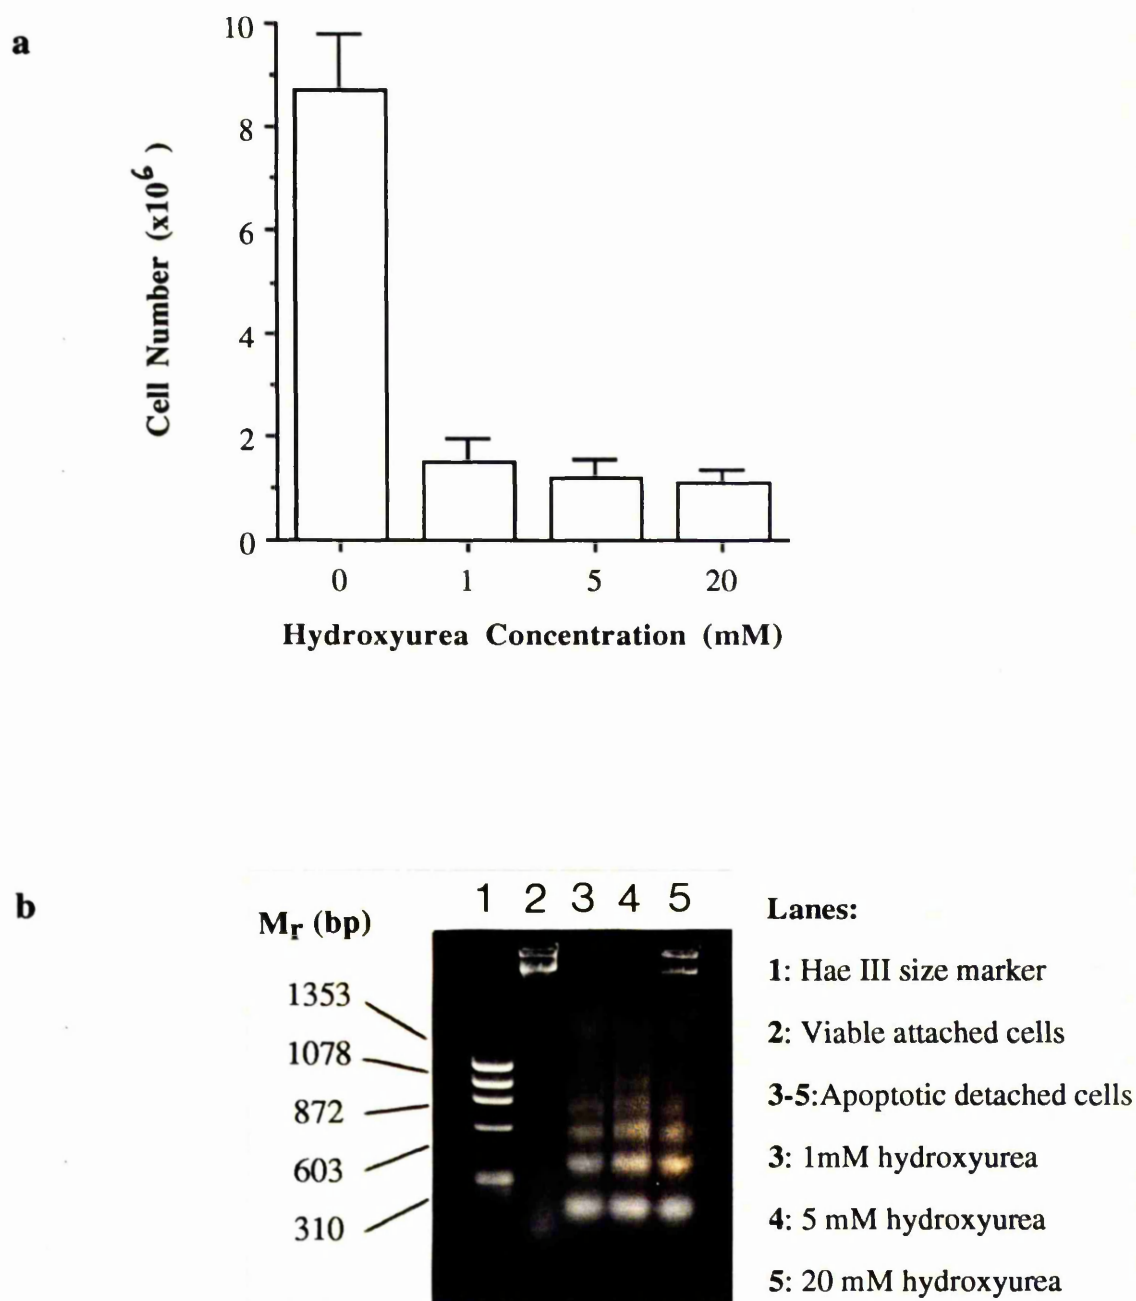 a
10
8
6
4
2
0
Cell Number (x10⁶)
0 1 5 20
Hydroxyurea Concentration (mM)
b
Mr (bp)
1 2 3 4 5
1353
1078
872
603
310
Lanes:
1: Hae III size marker
2: Viable attached cells
3-5:Apoptotic detached cells
3: 1mM hydroxyurea
4: 5 mM hydroxyurea
5: 20 mM hydroxyurea